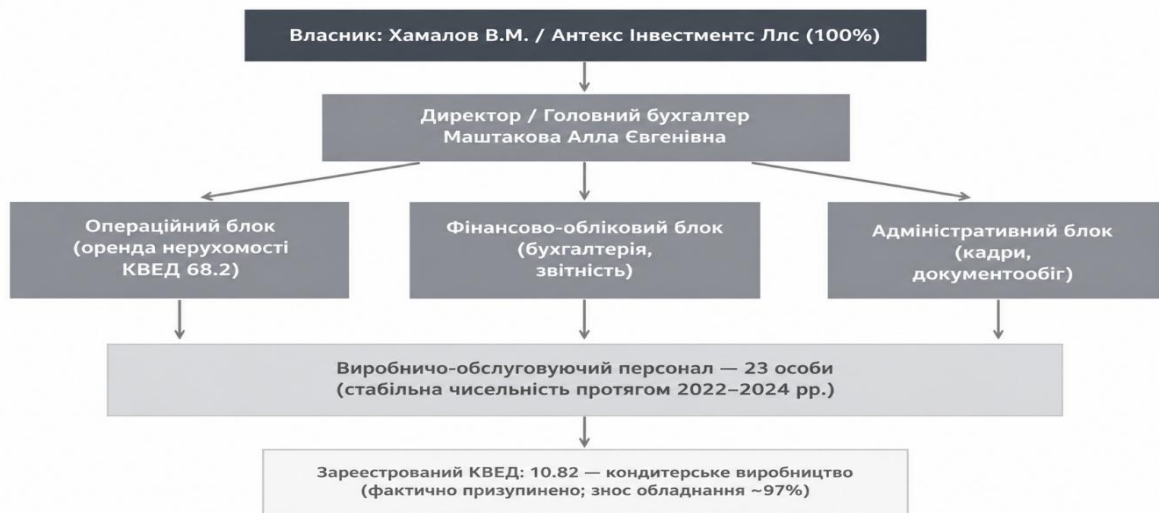 Власник: Хамалов В.М. / Антекс Інвестментс Ллс (100%)
Директор / Головний бухгалтер
Маштакова Алла Євгенівна
Операційний блок
(оренда нерухомості
КВЕД 68.2)
Фінансово-обліковий блок
(бухгалтерія,
звітність)
Адміністративний блок
(кадри,
документообіг)
Виробничо-обслуговуючий персонал — 23 особи
(стабільна чисельність протягом 2022–2024 рр.)
Зареєстрований КВЕД: 10.82 — кондитерське виробництво
(фактично призупинено; знос обладнання ~97%)